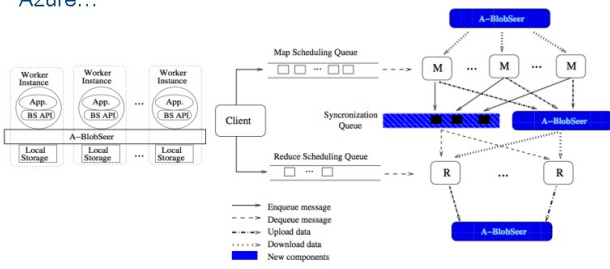 Azure...
A-BlobSeer
Map Scheduling Queue
M
...
M
...
M
Worker Instance
Worker Instance
Worker Instance
App.
BS API
App.
BS API
...
App.
BS API
A-BlobSeer
Local Storage
Local Storage
...
Local Storage
Client
Syncronization Queue
A-BlobSeer
Reduce Scheduling Queue
...
R
...
R
A-BlobSeer
Enqueue message
Dequeue message
Upload data
Download data
New components